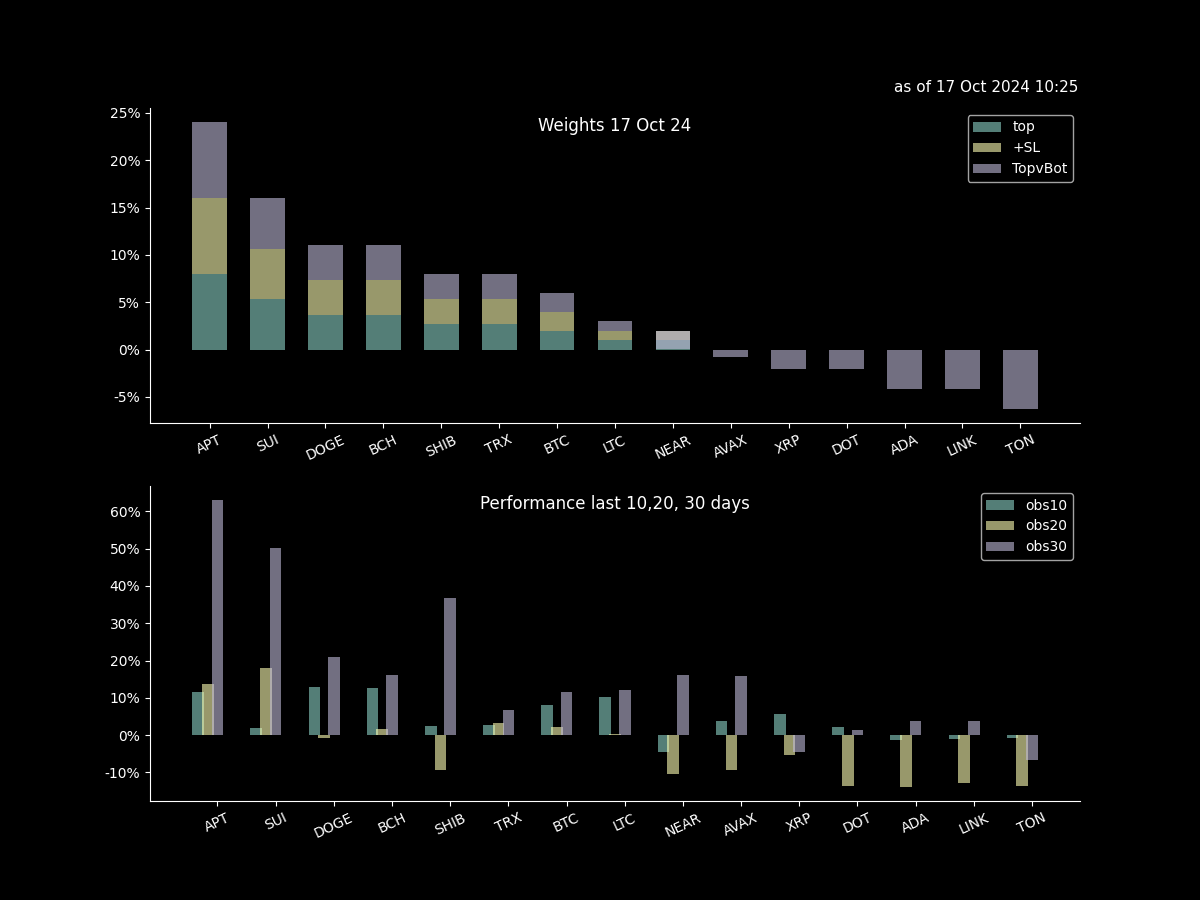 as of 17 Oct 2024 10:25
Weights 17 Oct 24
top
+SL
TopvBot
25%
20%
15%
10%
5%
0%
-5%
APT SUI DOGE BCH SHIB TRX BTC LTC NEAR AVAX XRP DOT ADA LINK TON
Performance last 10,20, 30 days
obs10
obs20
obs30
60%
50%
40%
30%
20%
10%
0%
-10%
APT SUI DOGE BCH SHIB TRX BTC LTC NEAR AVAX XRP DOT ADA LINK TON